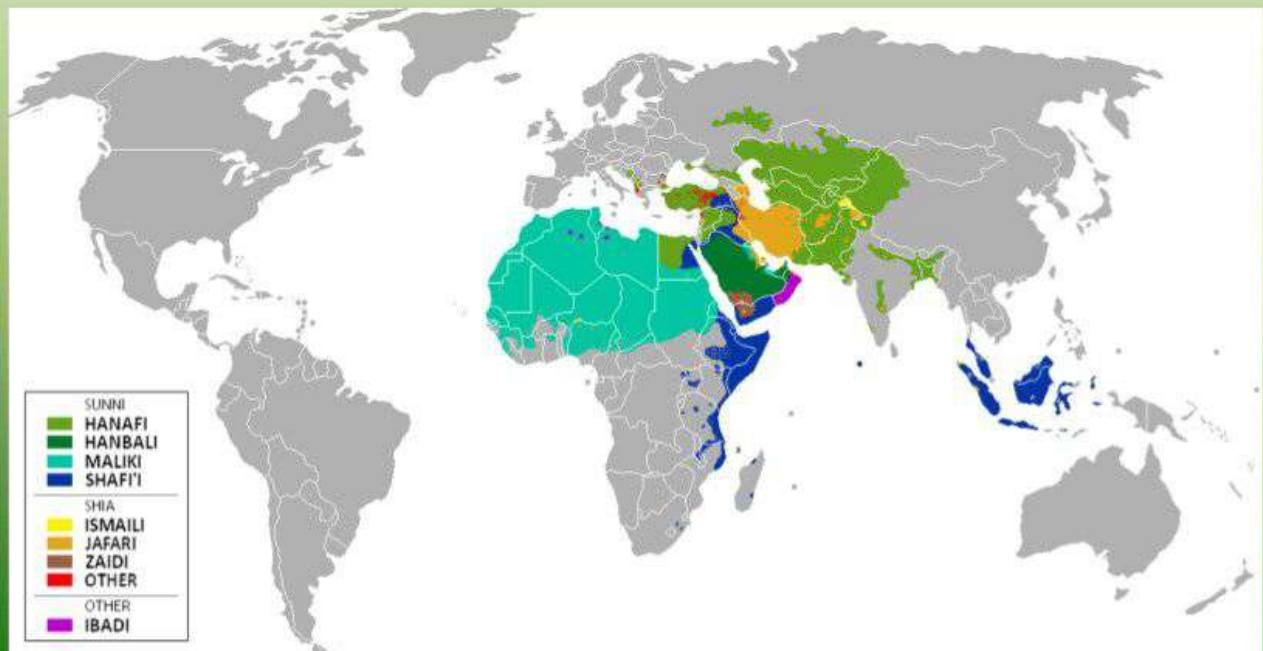 SUNNI
HANAFI
HANBALI
MALIKI
SHAFI'I
SHIA
ISMAILI
JAFARI
ZAIDI
OTHER
OTHER
IBADI